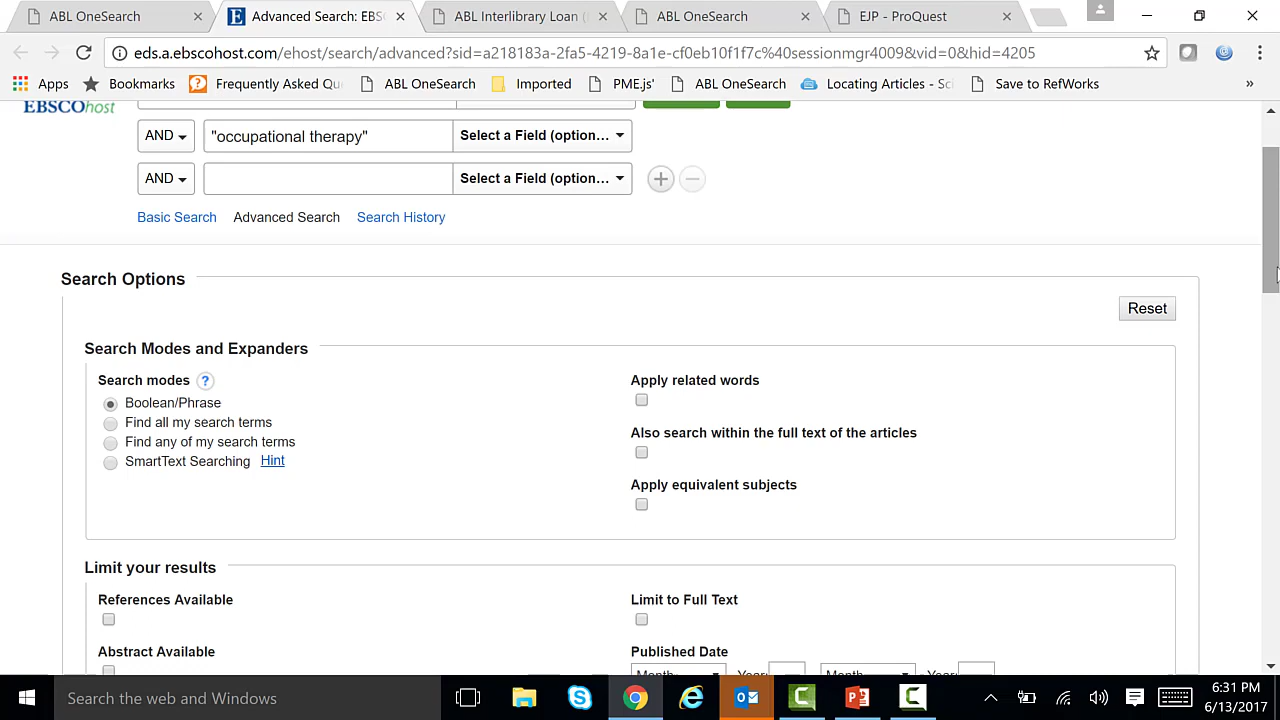 ABL OneSearch
Advanced Search: EBS
ABL Interlibrary Loan (
ABL OneSearch
EJP - ProQuest
eds.a.ebscohost.com/ehost/search/advanced?sid=a218183a-2fa5-4219-8a1e-cf0eb10f1f7c%40sessionmgr4009&vid=0&hid=4205
Apps Bookmarks Frequently Asked Qu ABL OneSearch Imported PME.js' ABL OneSearch Locating Articles - Sc Save to RefWorks »
EBSCOhost
AND "occupational therapy" Select a Field (option...
AND Select a Field (option...
Basic Search Advanced Search Search History
Search Options
Reset
Search Modes and Expanders
Search modes ?
Boolean/Phrase
Find all my search terms
Find any of my search terms
SmartText Searching Hint
Apply related words
Also search within the full text of the articles
Apply equivalent subjects
Limit your results
References Available
Limit to Full Text
Abstract Available
Published Date
Month Year Month Year
Search the web and Windows
6:31 PM
6/13/2017